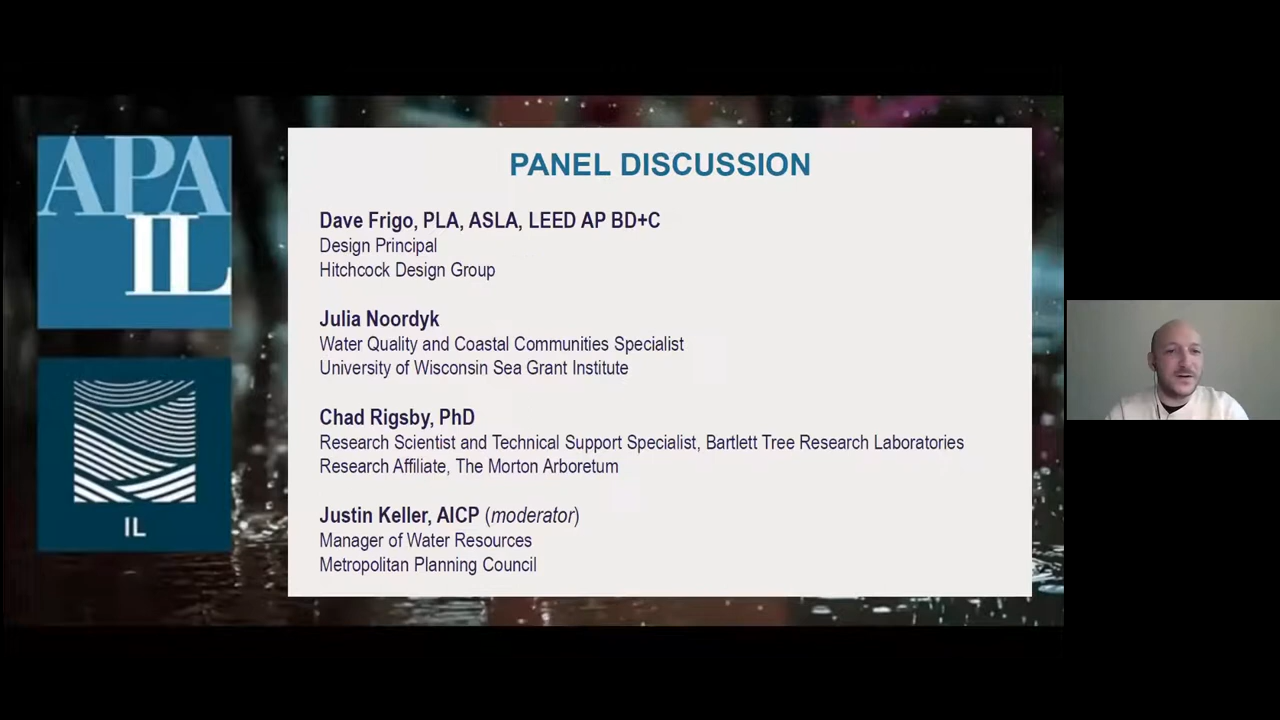 APA
IL
IL
PANEL DISCUSSION
Dave Frigo, PLA, ASLA, LEED AP BD+C
Design Principal
Hitchcock Design Group
Julia Noordyk
Water Quality and Coastal Communities Specialist
University of Wisconsin Sea Grant Institute
Chad Rigsby, PhD
Research Scientist and Technical Support Specialist, Bartlett Tree Research Laboratories
Research Affiliate, The Morton Arboretum
Justin Keller, AICP (moderator)
Manager of Water Resources
Metropolitan Planning Council